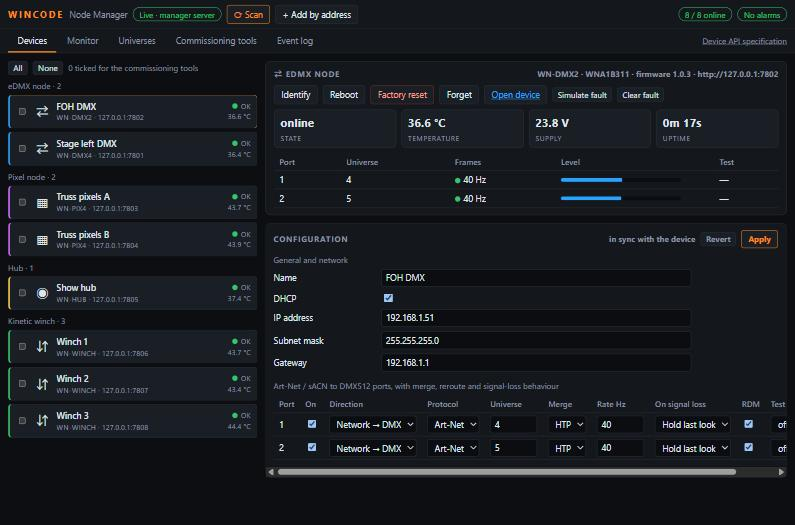 WINCODE Node Manager Live · manager server Scan + Add by address 8 / 8 online No alarms
Devices Monitor Universes Commissioning tools Event log Device API specification
All None 0 ticked for the commissioning tools
eDMX node · 2
FOH DMX OK
WN-DMX2 · 127.0.0.1:7802 36.6 °C
Stage left DMX OK
WN-DMX4 · 127.0.0.1:7801 36.4 °C
Pixel node · 2
Truss pixels A OK
WN-PIX4 · 127.0.0.1:7803 43.7 °C
Truss pixels B OK
WN-PIX4 · 127.0.0.1:7804 43.9 °C
Hub · 1
Show hub OK
WN-HUB · 127.0.0.1:7805 37.4 °C
Kinetic winch · 3
Winch 1 OK
WN-WINCH · 127.0.0.1:7806 43.7 °C
Winch 2 OK
WN-WINCH · 127.0.0.1:7807 43.4 °C
Winch 3 OK
WN-WINCH · 127.0.0.1:7808 44.4 °C
EDMX NODE WN-DMX2 · WNA1B311 · firmware 1.0.3 · http://127.0.0.1:7802
Identify Reboot Factory reset Forget Open device Simulate fault Clear fault
online 36.6 °C 23.8 V 0m 17s
STATE TEMPERATURE SUPPLY UPTIME
Port Universe Frames Level Test
1 4 40 Hz —
2 5 40 Hz —
CONFIGURATION in sync with the device Revert Apply
General and network
Name FOH DMX
DHCP
IP address 192.168.1.51
Subnet mask 255.255.255.0
Gateway 192.168.1.1
Art-Net / sACN to DMX512 ports, with merge, reroute and signal-loss behaviour
Port On Direction Protocol Universe Merge Rate Hz On signal loss RDM Test
1 Network → DMX Art-Net 4 HTP 40 Hold last look of
2 Network → DMX Art-Net 5 HTP 40 Hold last look of